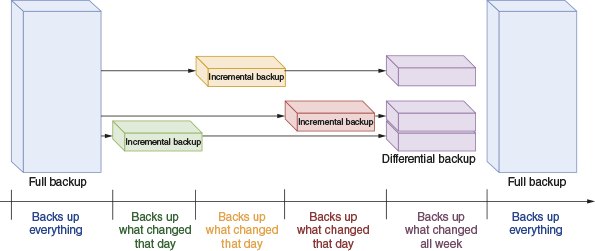 Incremental backup
Incremental backup
Incremental backup
Full backup
Differential backup
Full backup
Backs up
everything
Backs up
what changed
that day
Backs up
what changed
that day
Backs up
what changed
that day
Backs up
what changed
all week
Backs up
everything